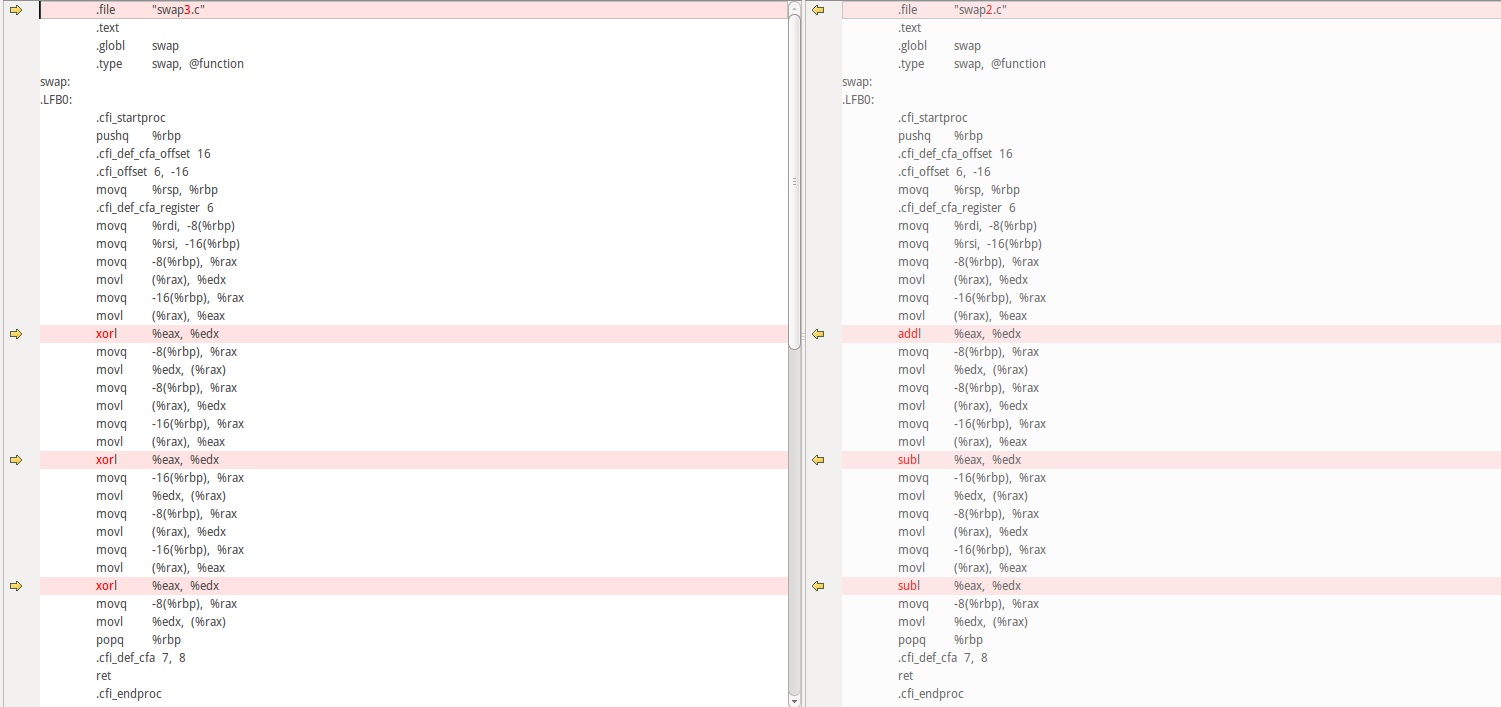 .file "swap3.c"
.text
.globl swap
.type swap, @function
swap:
.LFB0:
.cfi_startproc
pushq %rbp
.cfi_def_cfa_offset 16
.cfi_offset 6, -16
movq %rsp, %rbp
.cfi_def_cfa_register 6
movq %rdi, -8(%rbp)
movq %rsi, -16(%rbp)
movq -8(%rbp), %rax
movl (%rax), %edx
movq -16(%rbp), %rax
movl (%rax), %eax
xorl %eax, %edx
movq -8(%rbp), %rax
movl %edx, (%rax)
movq -8(%rbp), %rax
movl (%rax), %edx
movq -16(%rbp), %rax
movl (%rax), %eax
xorl %eax, %edx
movq -16(%rbp), %rax
movl %edx, (%rax)
movq -8(%rbp), %rax
movl (%rax), %edx
movq -16(%rbp), %rax
movl (%rax), %eax
xorl %eax, %edx
movq -8(%rbp), %rax
movl %edx, (%rax)
popq %rbp
.cfi_def_cfa 7, 8
ret
.cfi_endproc
.file "swap2.c"
.text
.globl swap
.type swap, @function
swap:
.LFB0:
.cfi_startproc
pushq %rbp
.cfi_def_cfa_offset 16
.cfi_offset 6, -16
movq %rsp, %rbp
.cfi_def_cfa_register 6
movq %rdi, -8(%rbp)
movq %rsi, -16(%rbp)
movq -8(%rbp), %rax
movl (%rax), %edx
movq -16(%rbp), %rax
movl (%rax), %eax
addl %eax, %edx
movq -8(%rbp), %rax
movl %edx, (%rax)
movq -8(%rbp), %rax
movl (%rax), %edx
movq -16(%rbp), %rax
movl (%rax), %eax
subl %eax, %edx
movq -16(%rbp), %rax
movl %edx, (%rax)
movq -8(%rbp), %rax
movl (%rax), %edx
movq -16(%rbp), %rax
movl (%rax), %eax
subl %eax, %edx
movq -8(%rbp), %rax
movl %edx, (%rax)
popq %rbp
.cfi_def_cfa 7, 8
ret
.cfi_endproc